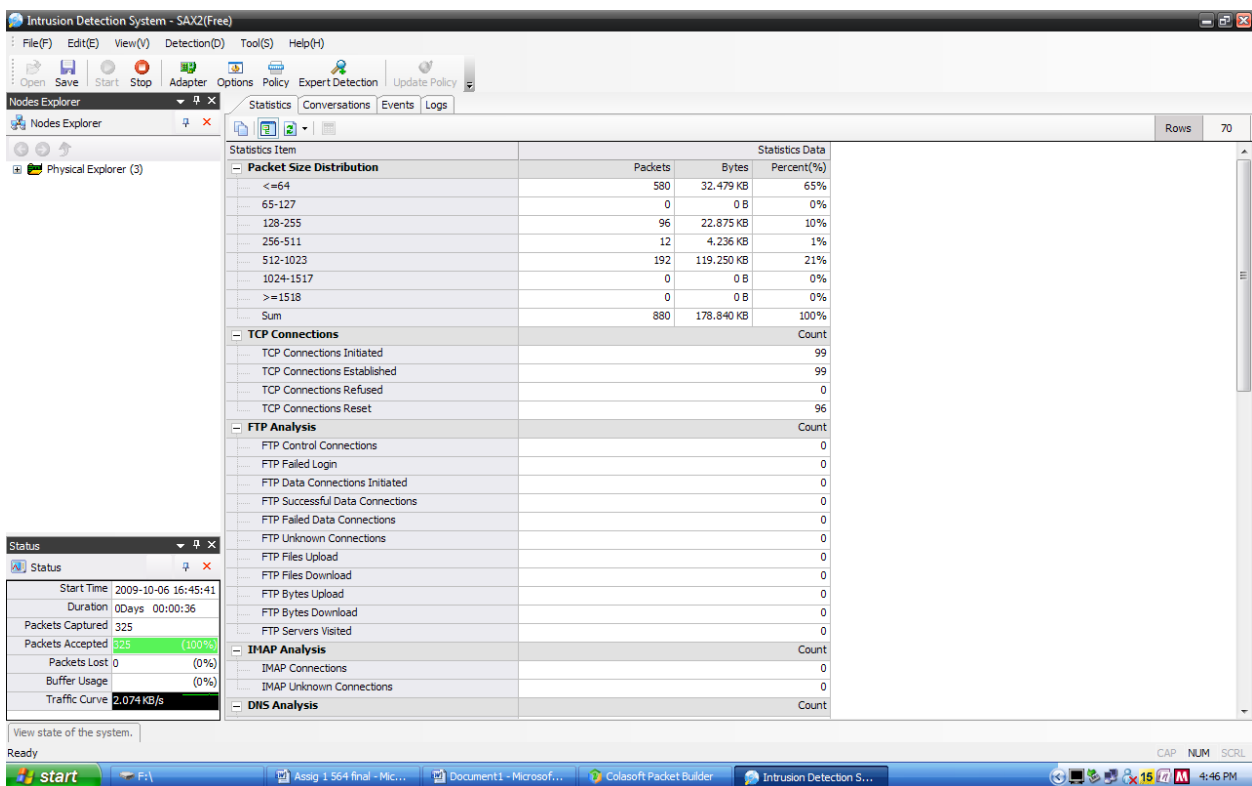 Intrusion Detection System - SAX2(Free)
File(F) Edit(E) View(V) Detection(D) Tool(S) Help(H)
Open Save Start Stop Adapter Options Policy Expert Detection Update Policy
Nodes Explorer
Nodes Explorer
Physical Explorer (3)
Statistics Conversations Events Logs
Rows 70
Statistics Item Statistics Data
Packet Size Distribution Packets Bytes Percent(%)
<=64 580 32.479 KB 65%
65-127 0 0 B 0%
128-255 96 22.875 KB 10%
256-511 12 4.236 KB 1%
512-1023 192 119.250 KB 21%
1024-1517 0 0 B 0%
>=1518 0 0 B 0%
Sum 880 178.840 KB 100%
TCP Connections Count
TCP Connections Initiated 99
TCP Connections Established 99
TCP Connections Refused 0
TCP Connections Reset 96
FTP Analysis Count
FTP Control Connections 0
FTP Failed Login 0
FTP Data Connections Initiated 0
FTP Successful Data Connections 0
FTP Failed Data Connections 0
FTP Unknown Connections 0
FTP Files Upload 0
FTP Files Download 0
FTP Bytes Upload 0
FTP Bytes Download 0
FTP Servers Visited 0
IMAP Analysis Count
IMAP Connections 0
IMAP Unknown Connections 0
DNS Analysis Count
Status
Status
Start Time 2009-10-06 16:45:41
Duration 0Days 00:00:36
Packets Captured 325
Packets Accepted 325 (100%)
Packets Lost 0 (0%)
Buffer Usage (0%)
Traffic Curve 2.074 KB/s
View state of the system.
Ready
CAP NUM SCRL
start F:\ Assig 1 564 final - Mic... Document1 - Microsof... Colasoft Packet Builder Intrusion Detection S... 15 4:46 PM